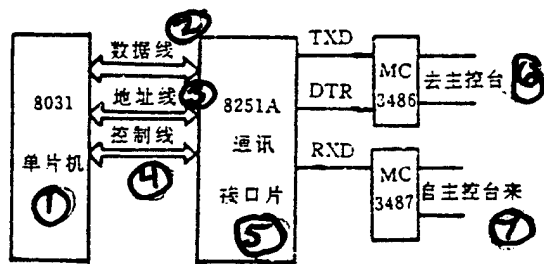 ② TXD
数据线
MC
3486
8031 地址线 ③ 8251A DTR 去主控台 ⑥
控制线 通讯 RXD
单片机 ④ 接口片 MC
3487
自主控台来
① ⑤ ⑦